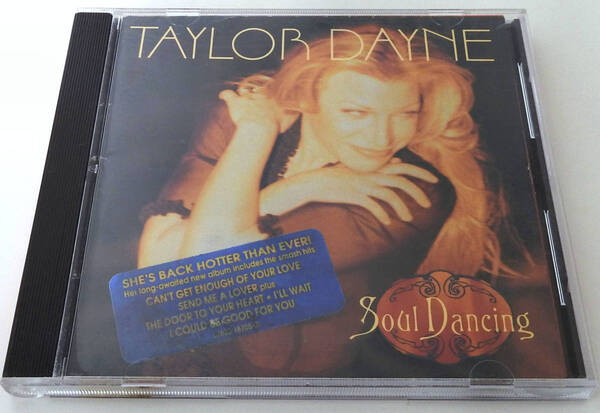 TAYLOR DAYNE
SHE'S BACK HOTTER THAN EVER!
Her long-awaited new album includes the smash hits
CAN'T GET ENOUGH OF YOUR LOVE
SEND ME A LOVER plus
THE DOOR TO YOUR HEART • I'LL WAIT
I COULD BE GOOD FOR YOU
Soul Dancing